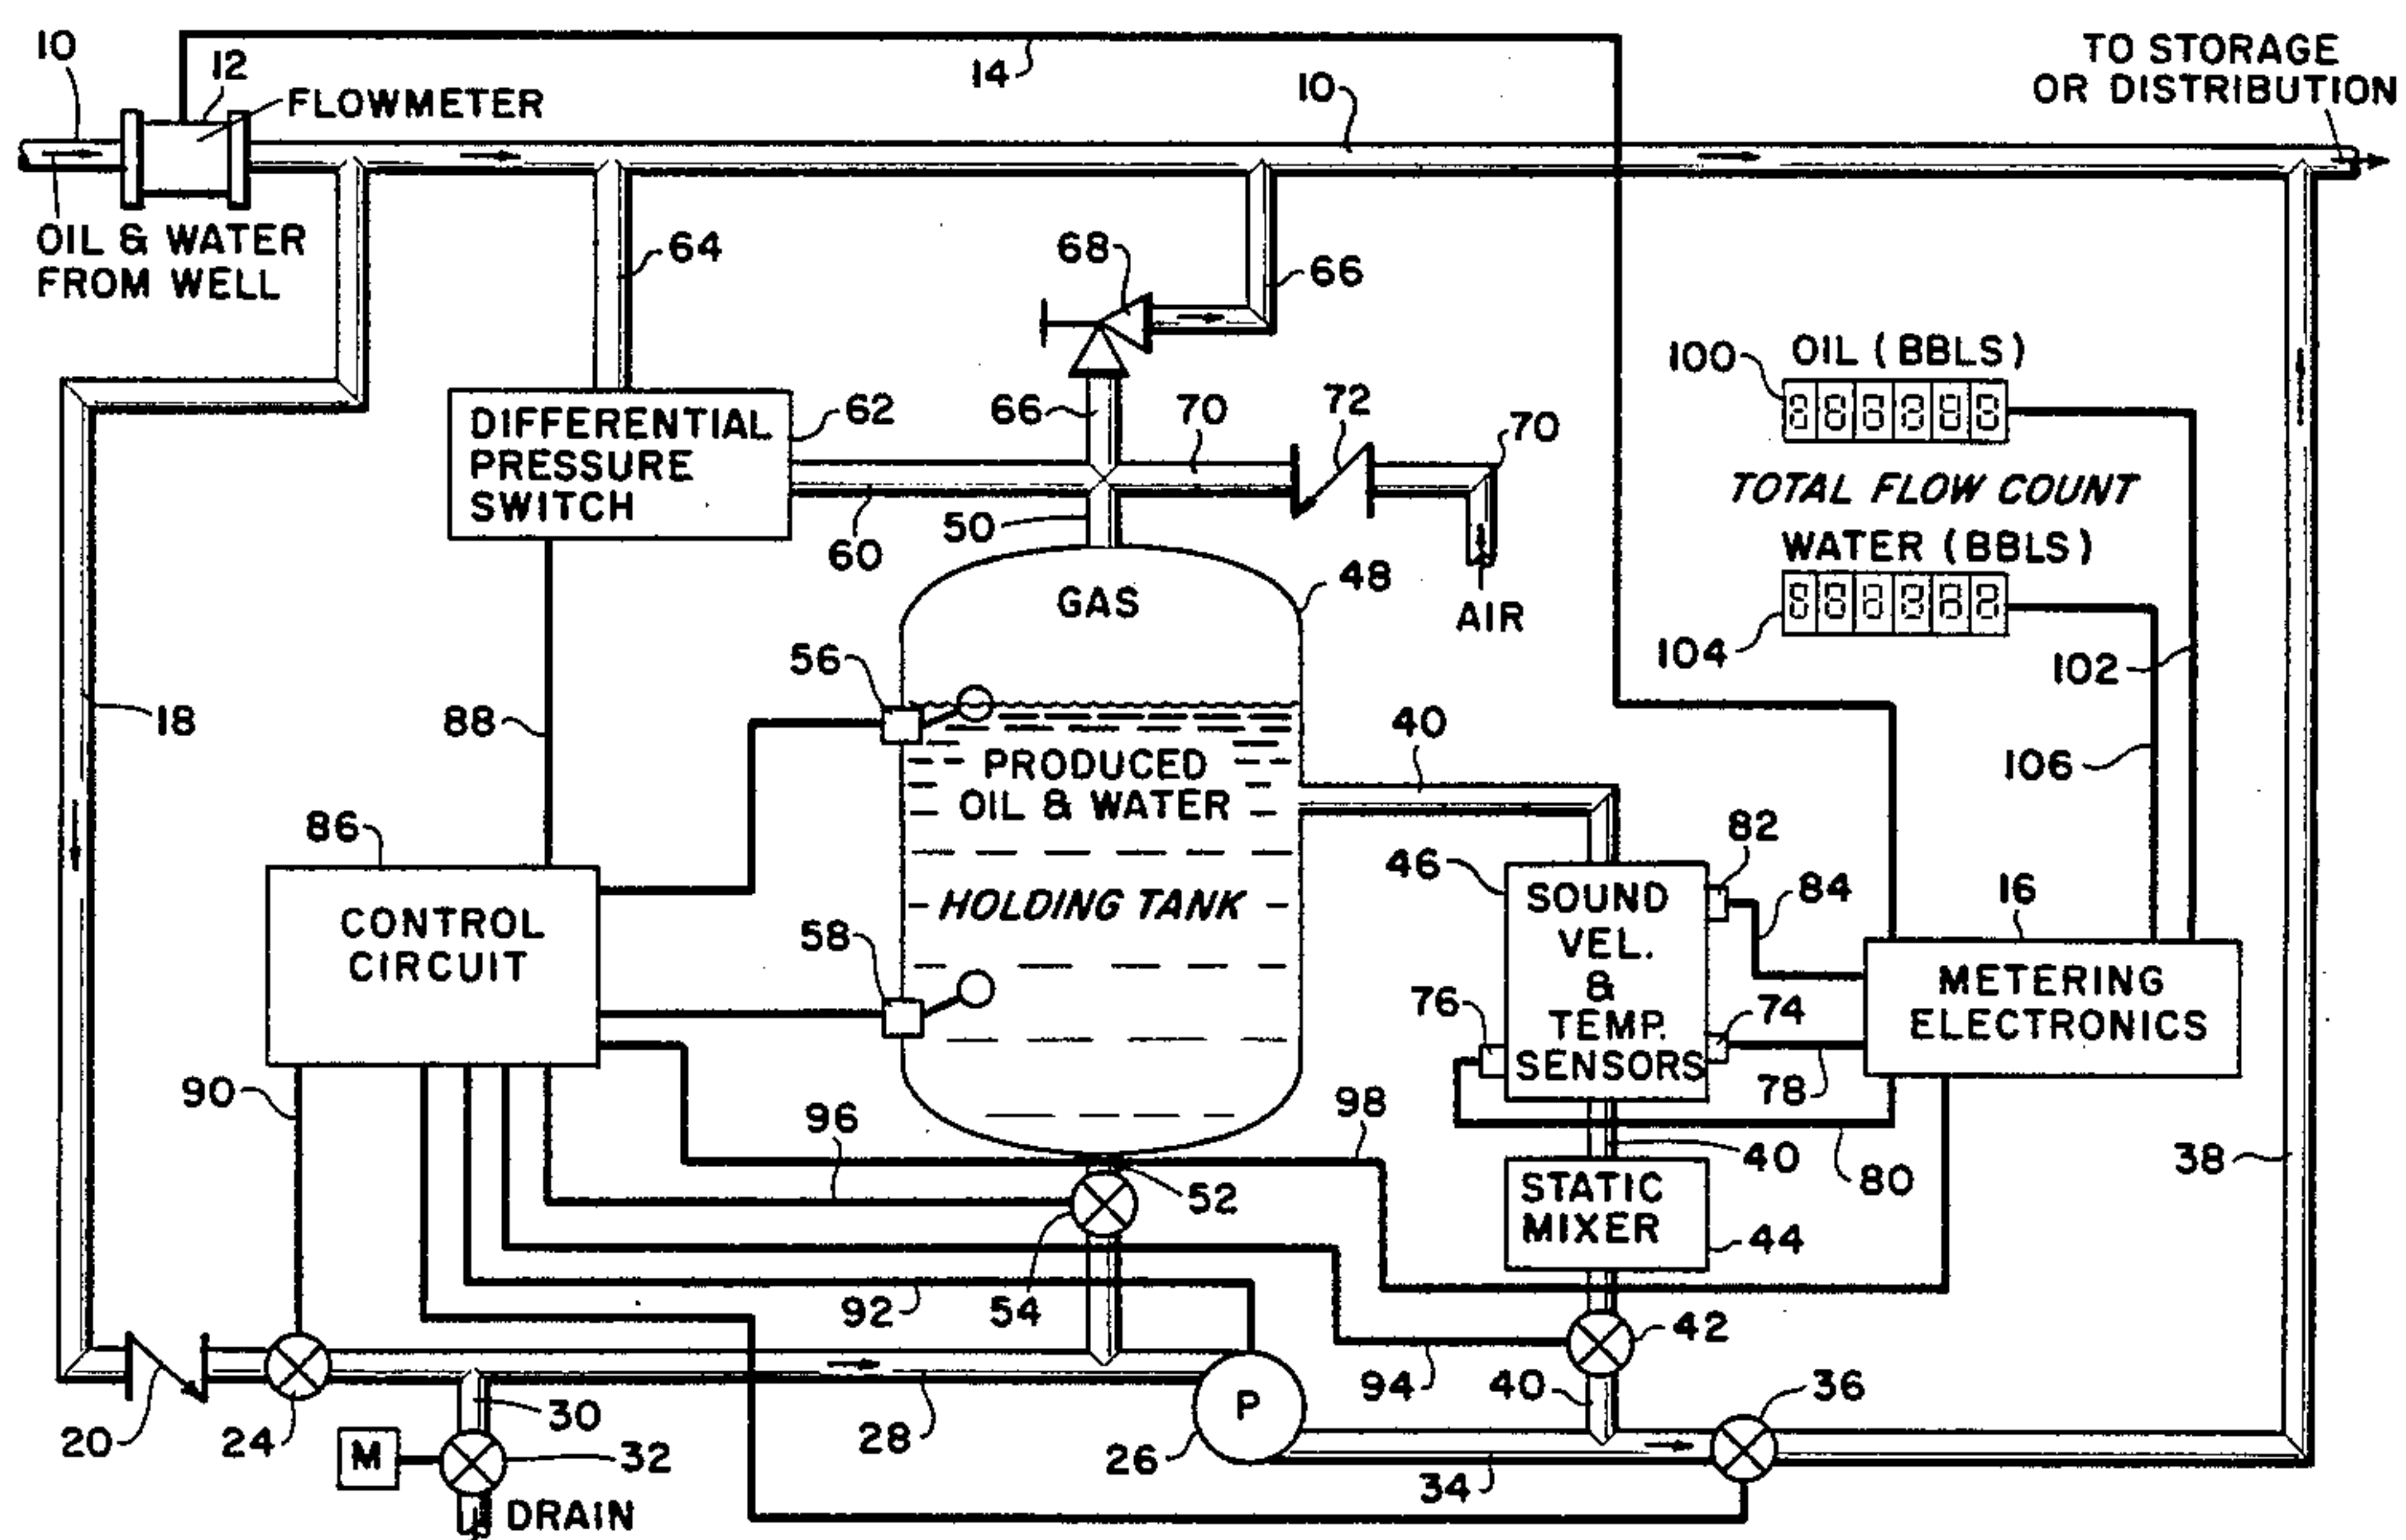 10
12
FLOWMETER
14
10
TO STORAGE
OR DISTRIBUTION
OIL & WATER
FROM WELL
64
68
66
100
OIL (BBLS)
DIFFERENTIAL
PRESSURE
SWITCH
62
66
70
72
70
TOTAL FLOW COUNT
60
50
WATER (BBLS)
GAS
48
AIR
104
102
56
18
88
40
106
PRODUCED
OIL & WATER
86
82
46
CONTROL
CIRCUIT
HOLDING TANK
SOUND
VEL.
&
TEMP.
SENSORS
84
16
58
METERING
ELECTRONICS
76
74
78
90
96
98
40
80
38
52
STATIC
MIXER
44
92
54
42
94
40
36
20
24
30
28
P
26
34
M
32
DRAIN